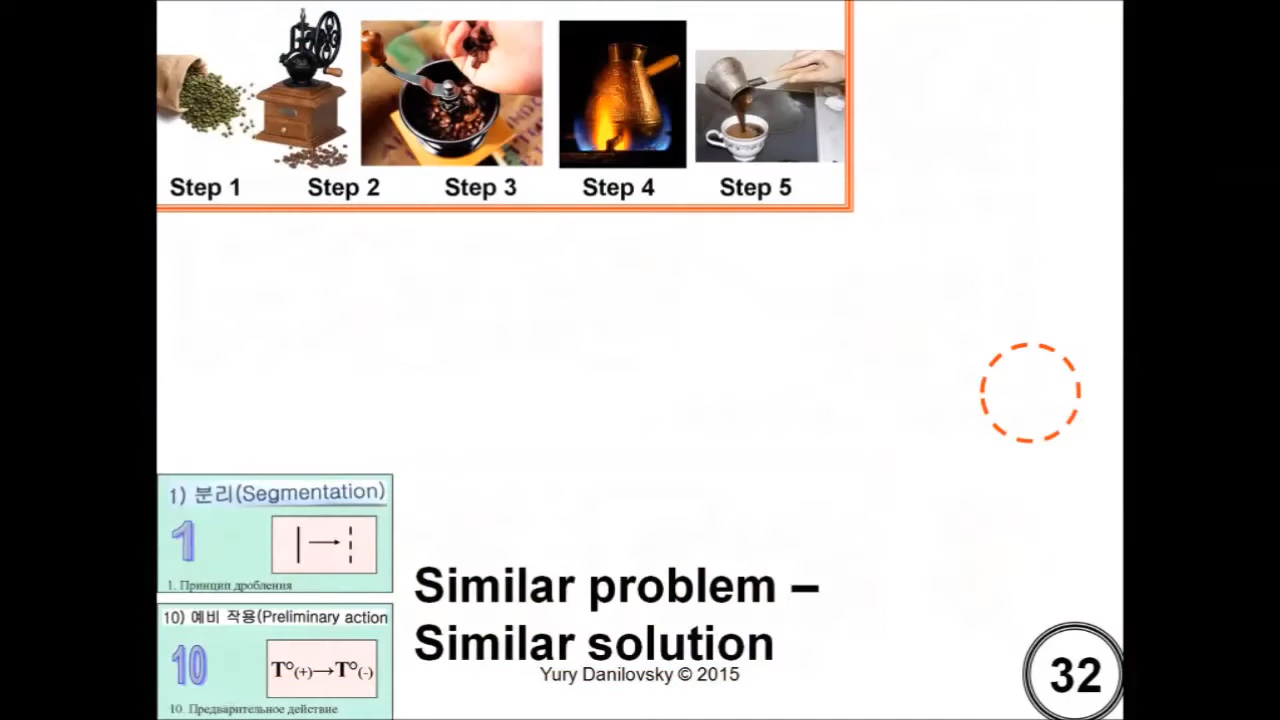 Step 1 Step 2 Step 3 Step 4 Step 5
1) 분리(Segmentation)
1
1. Принцип дробления
10) 예비 작용(Preliminary action
10
T°(+)→T°(-)
10. Предварительное действие
Similar problem –
Similar solution
Yury Danilovsky © 2015
32